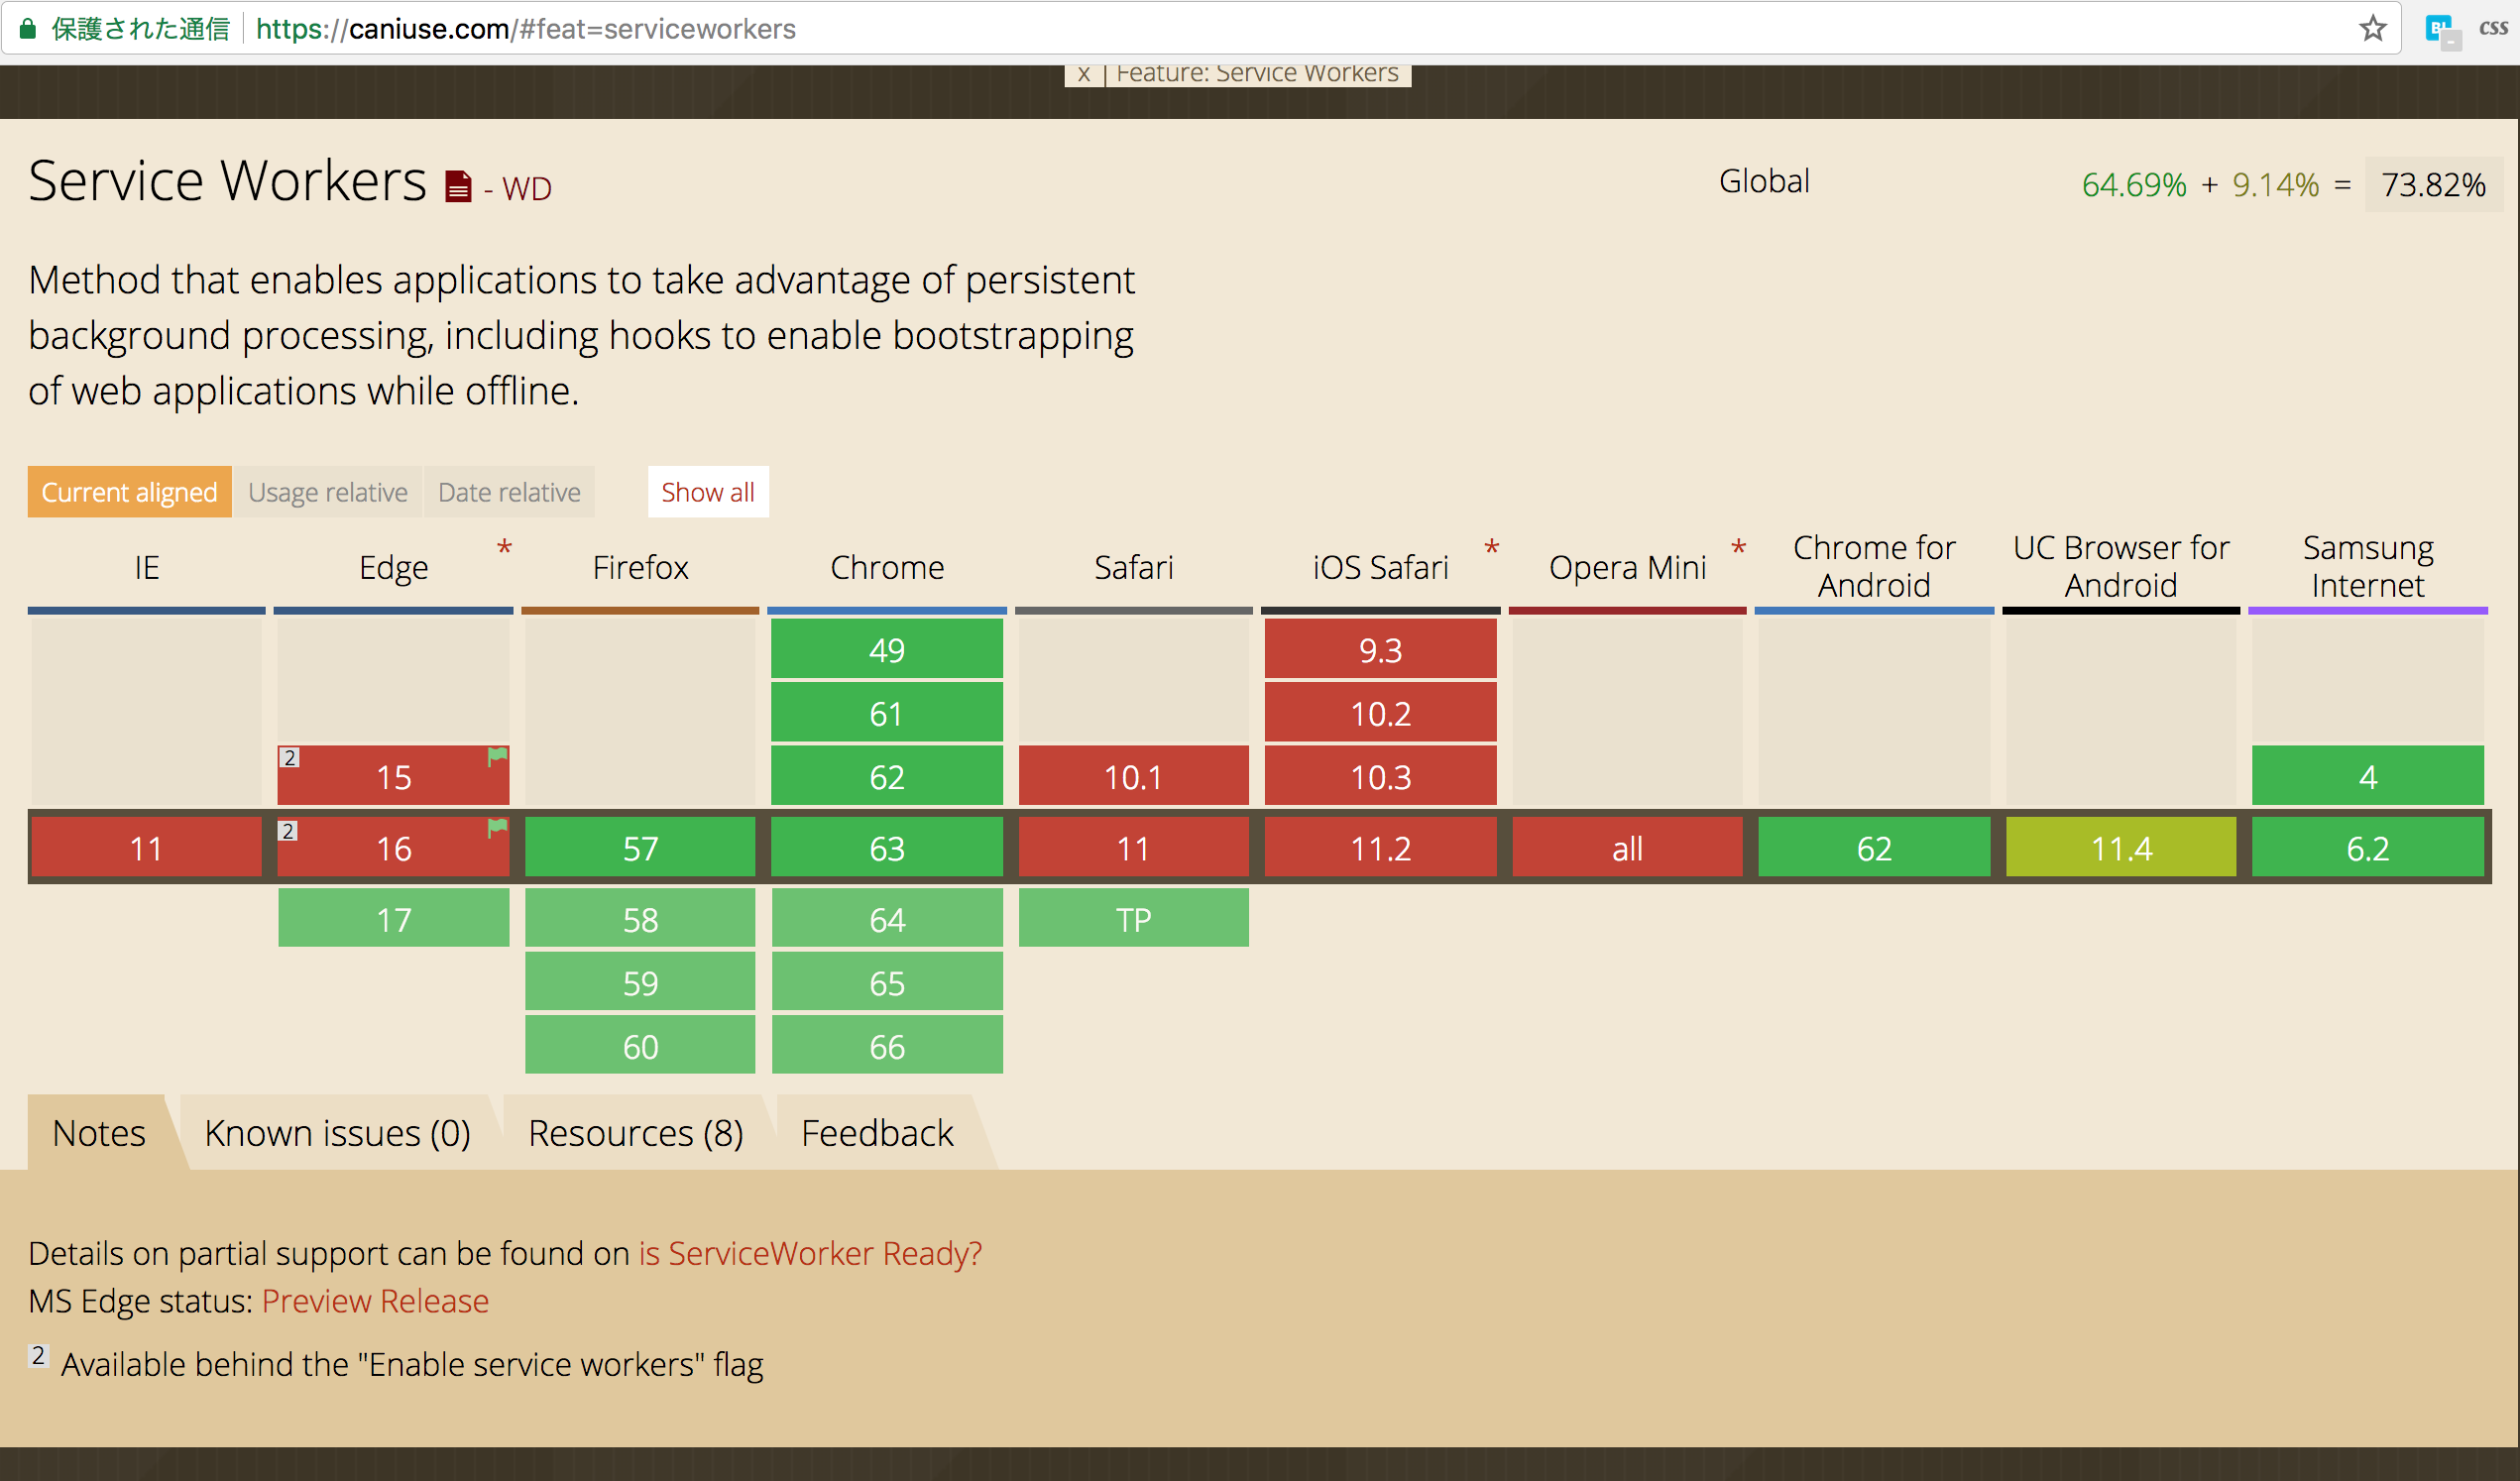 保護された通信 https://caniuse.com/#feat=serviceworkers
css
x Feature: Service Workers
Service Workers - WD
Global 64.69% + 9.14% = 73.82%
Method that enables applications to take advantage of persistent
background processing, including hooks to enable bootstrapping
of web applications while offline.
Current aligned Usage relative Date relative Show all
IE Edge * Firefox Chrome Safari iOS Safari * Opera Mini * Chrome for Android UC Browser for Android Samsung Internet
49 9.3
61 10.2
2 15 62 10.1 10.3 4
11 2 16 57 63 11 11.2 all 62 11.4 6.2
17 58 64 TP
59 65
60 66
Notes Known issues (0) Resources (8) Feedback
Details on partial support can be found on is ServiceWorker Ready?
MS Edge status: Preview Release
2 Available behind the "Enable service workers" flag